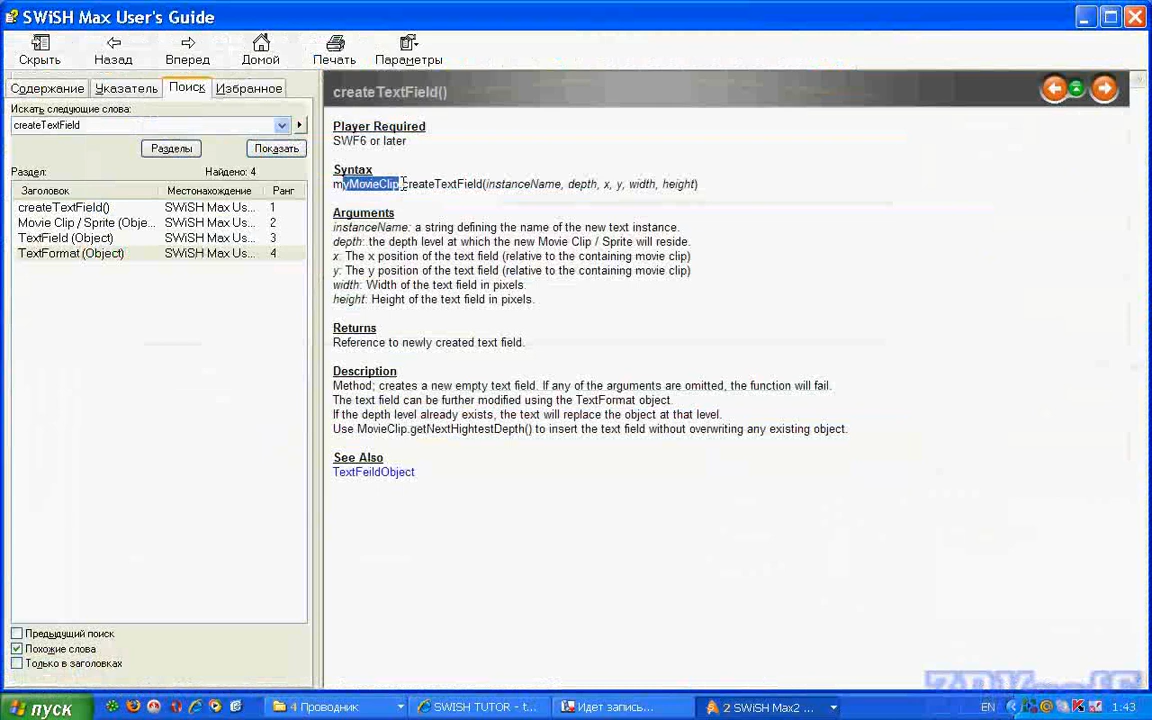 SWiSH Max User's Guide
Скрыть Назад Вперед Домой Печать Параметры
Содержание Указатель Поиск Избранное
Искать следующие слова:
createTextField
Разделы Показать
Раздел: Найдено: 4
Заголовок Местонахождение Ранг
createTextField() SWiSH Max Us... 1
Movie Clip / Sprite (Obje... SWiSH Max Us... 2
TextField (Object) SWiSH Max Us... 3
TextFormat (Object) SWiSH Max Us... 4
Предыдущий поиск
Похожие слова
Только в заголовках
createTextField()
Player Required
SWF6 or later
Syntax
myMovieClip.createTextField(instanceName, depth, x, y, width, height)
Arguments
instanceName: a string defining the name of the new text instance.
depth: the depth level at which the new Movie Clip / Sprite will reside.
x: The x position of the text field (relative to the containing movie clip)
y: The y position of the text field (relative to the containing movie clip)
width: Width of the text field in pixels.
height: Height of the text field in pixels.
Returns
Reference to newly created text field.
Description
Method; creates a new empty text field. If any of the arguments are omitted, the function will fail.
The text field can be further modified using the TextFormat object.
If the depth level already exists, the text will replace the object at that level.
Use MovieClip.getNextHightestDepth() to insert the text field without overwriting any existing object.
See Also
TextFeildObject
пуск 4 Проводник SWISH TUTOR - t... Идет запись... 2 SWiSH Max2 ... EN 1:43